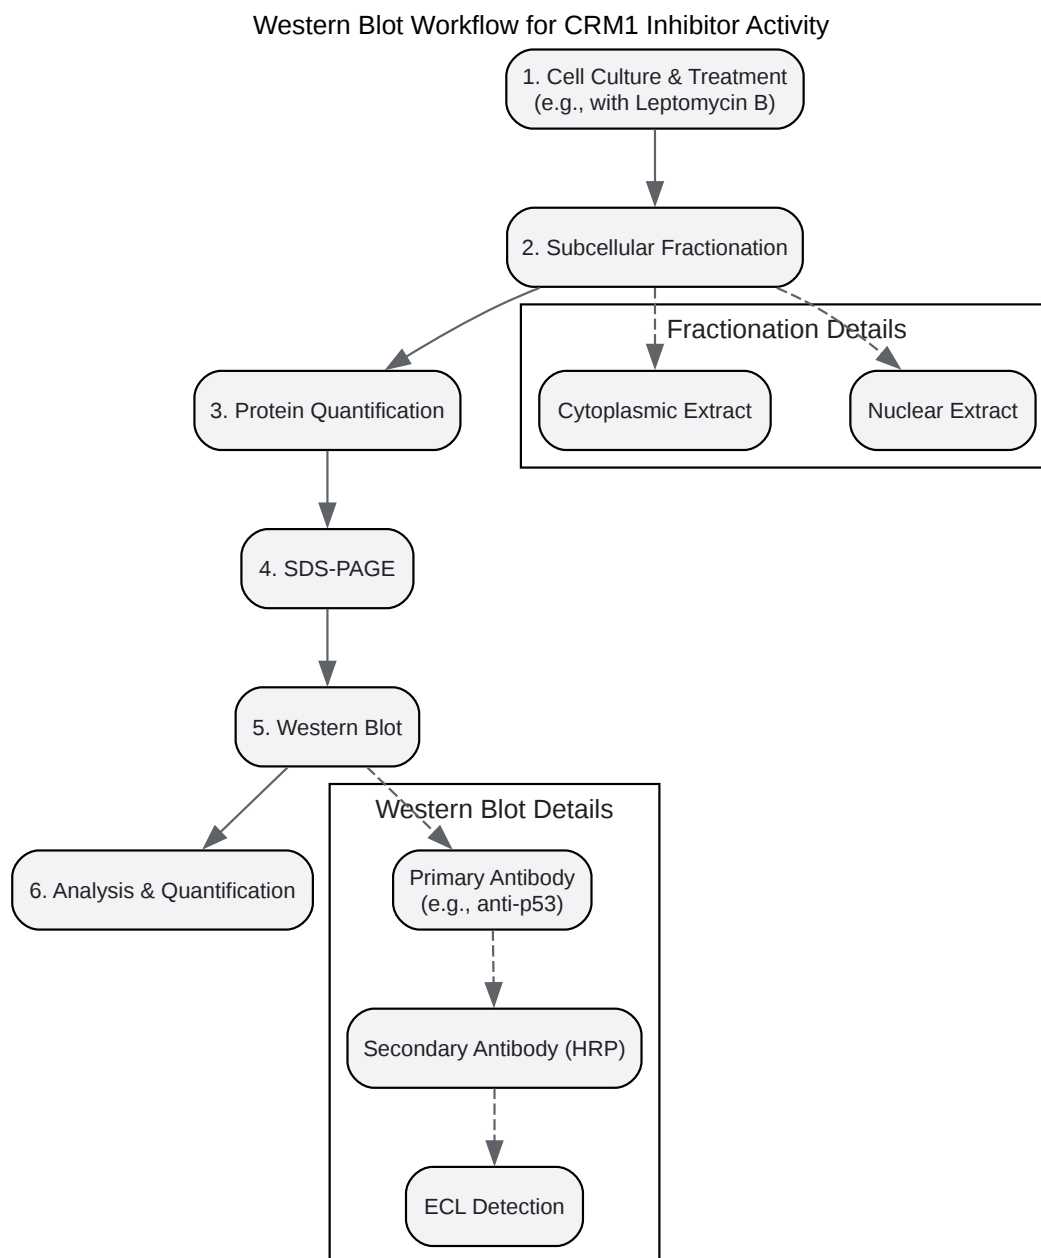 Western Blot Workflow for CRM1 Inhibitor Activity
1. Cell Culture & Treatment
(e.g., with Leptomycin B)
2. Subcellular Fractionation
Fractionation Details
3. Protein Quantification
Cytoplasmic Extract
Nuclear Extract
4. SDS-PAGE
5. Western Blot
Western Blot Details
6. Analysis & Quantification
Primary Antibody
(e.g., anti-p53)
Secondary Antibody (HRP)
ECL Detection